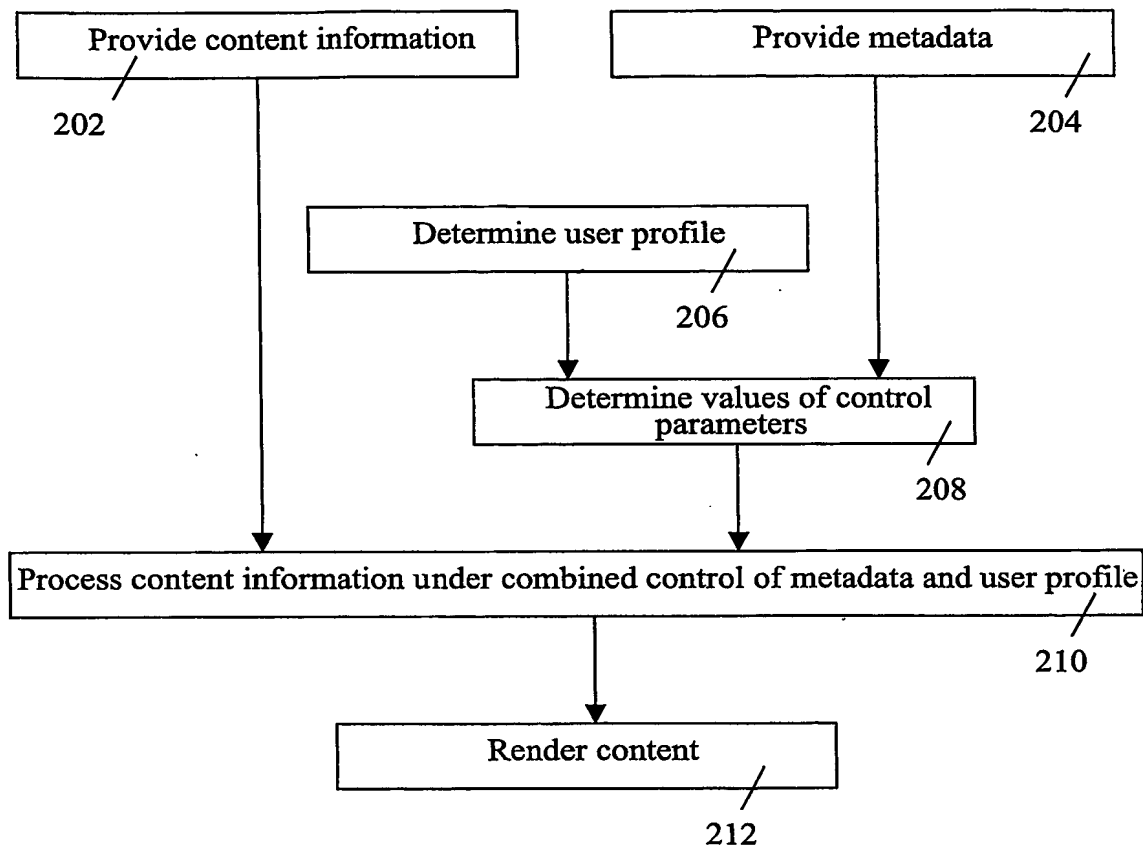 Provide content information
Provide metadata
202
204
Determine user profile
206
Determine values of control
parameters
208
Process content information under combined control of metadata and user profile
210
Render content
212